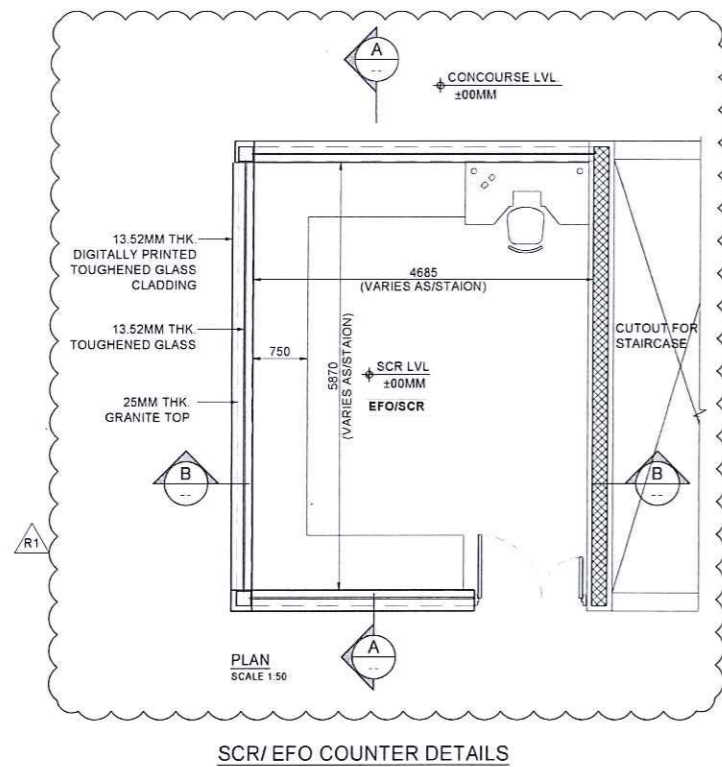 A
--
CONCOURSE LVL
±00MM
13.52MM THK.
DIGITALLY PRINTED
TOUGHENED GLASS
CLADDING
4685
(VARIES AS/STAION)
13.52MM THK.
TOUGHENED GLASS
CUTOUT FOR
STAIRCASE
750
5870
(VARIES AS/STAION)
SCR LVL
±00MM
EFO/SCR
25MM THK.
GRANITE TOP
B
--
B
--
R1
A
--
PLAN
SCALE 1:50
SCR/ EFO COUNTER DETAILS